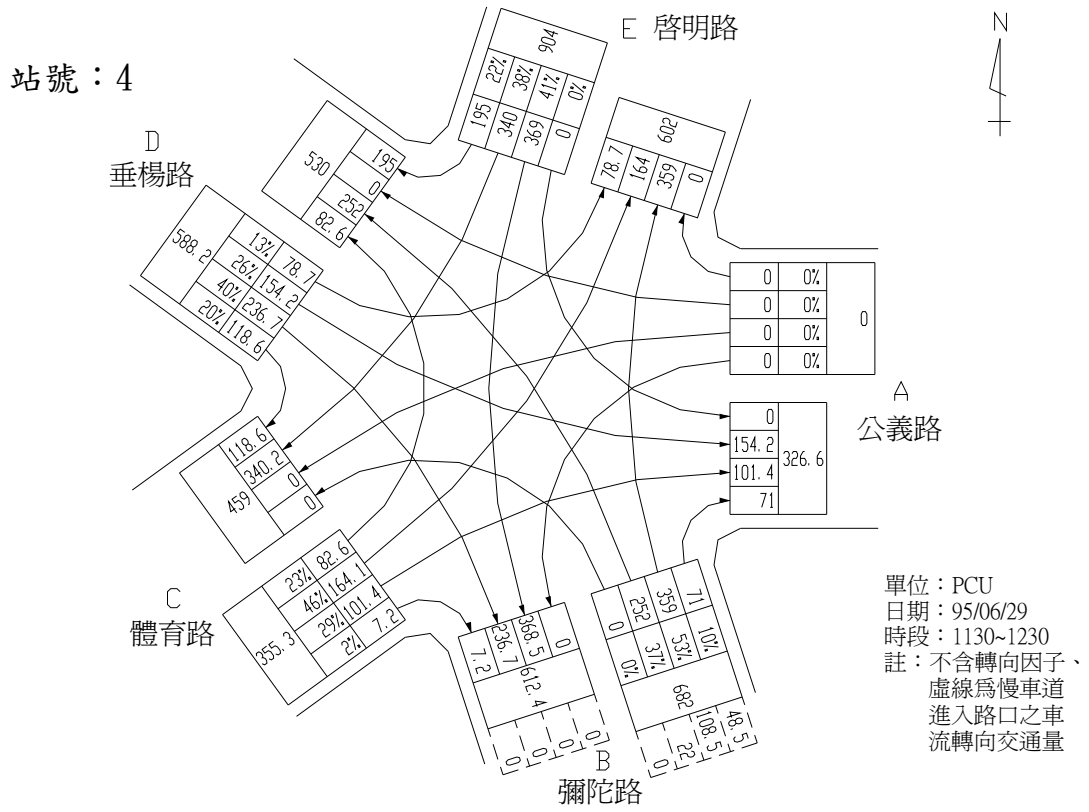 站號：4
N
E 啓明路
904
22% 38% 41% 0%
195 340 369 0
602
78.7 164 359 0
D
垂楊路
530
195
0
252
82.6
588.2
13% 78.7
26% 154.2
40% 236.7
20% 118.6
0 0%
0 0%
0 0%
0 0%
0
A
公義路
0
154.2
101.4
71
326.6
459
118.6
340.2
0
0
C
體育路
355.3
23% 82.6
46% 164.1
29% 101.4
2% 7.2
7.2 236.7 368.5 0
612.4
0 0 0 0
B
彌陀路
0 252 359 71
0% 37% 53% 10%
682
0 22 108.5 48.5
單位：PCU
日期：95/06/29
時段：1130~1230
註：不含轉向因子、
虛線爲慢車道
進入路口之車
流轉向交通量